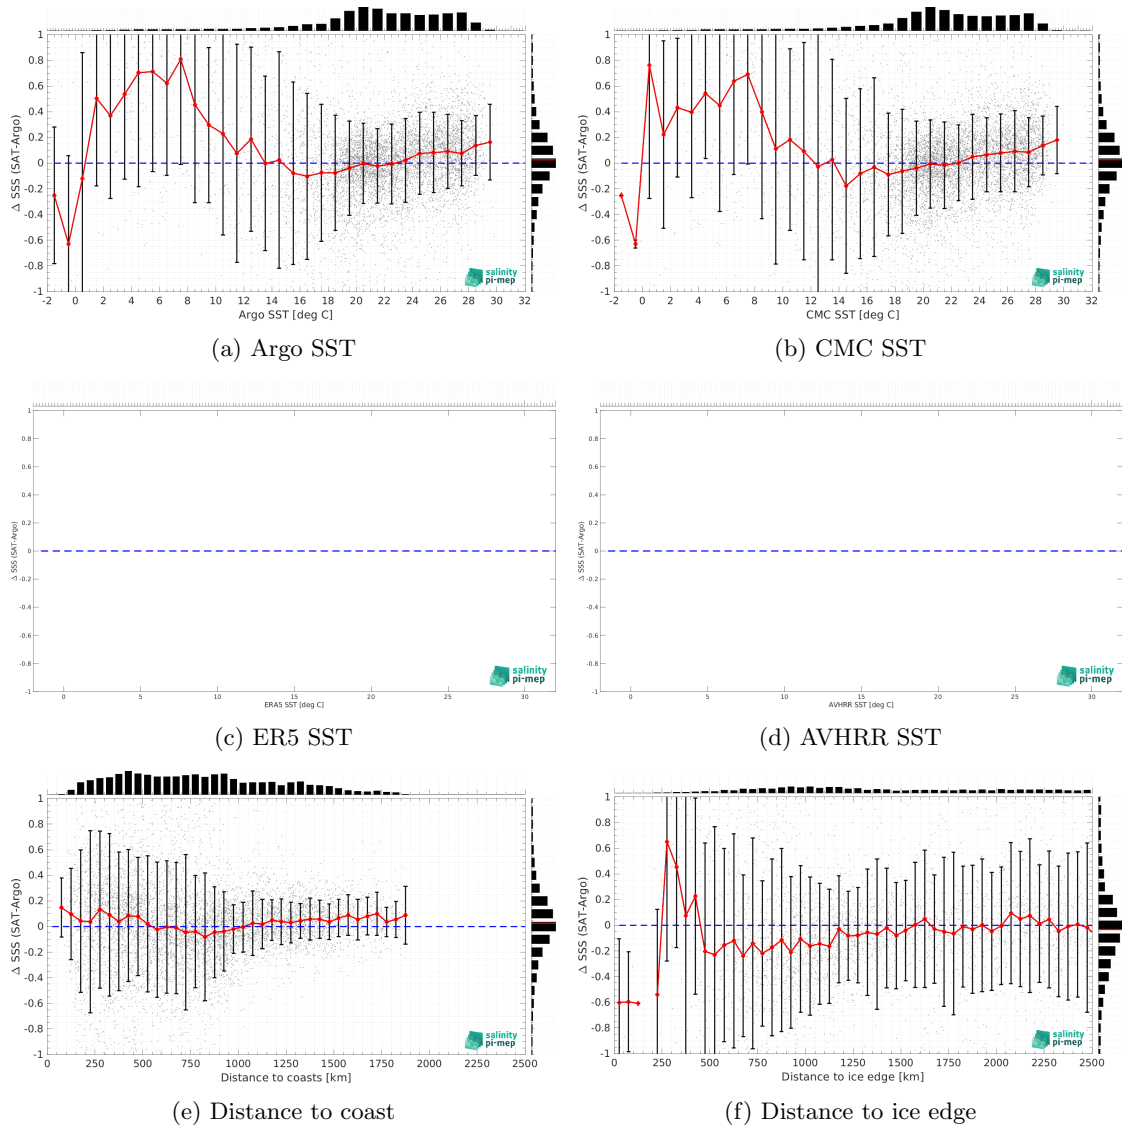 1
0.8
0.6
0.4
0.2
0
-0.2
-0.4
-0.6
-0.8
-1
Δ SSS (SAT-Argo)
-2 0 2 4 6 8 10 12 14 16 18 20 22 24 26 28 30 32
Argo SST [deg C]
salinity
pi-mep
(a) Argo SST
1
0.8
0.6
0.4
0.2
0
-0.2
-0.4
-0.6
-0.8
-1
Δ SSS (SAT-Argo)
-2 0 2 4 6 8 10 12 14 16 18 20 22 24 26 28 30 32
CMC SST [deg C]
salinity
pi-mep
(b) CMC SST
1
0.8
0.6
0.4
0.2
0
-0.2
-0.4
-0.6
-0.8
-1
Δ SSS (SAT-Argo)
0 5 10 15 20 25 30
ERA5 SST [deg C]
salinity
pi-mep
(c) ER5 SST
1
0.8
0.6
0.4
0.2
0
-0.2
-0.4
-0.6
-0.8
-1
Δ SSS (SAT-Argo)
0 5 10 15 20 25 30
AVHRR SST [deg C]
salinity
pi-mep
(d) AVHRR SST
1
0.8
0.6
0.4
0.2
0
-0.2
-0.4
-0.6
-0.8
-1
Δ SSS (SAT-Argo)
0 250 500 750 1000 1250 1500 1750 2000 2250 2500
Distance to coasts [km]
salinity
pi-mep
(e) Distance to coast
1
0.8
0.6
0.4
0.2
0
-0.2
-0.4
-0.6
-0.8
-1
Δ SSS (SAT-Argo)
0 250 500 750 1000 1250 1500 1750 2000 2250 2500
Distance to ice edge [km]
salinity
pi-mep
(f) Distance to ice edge